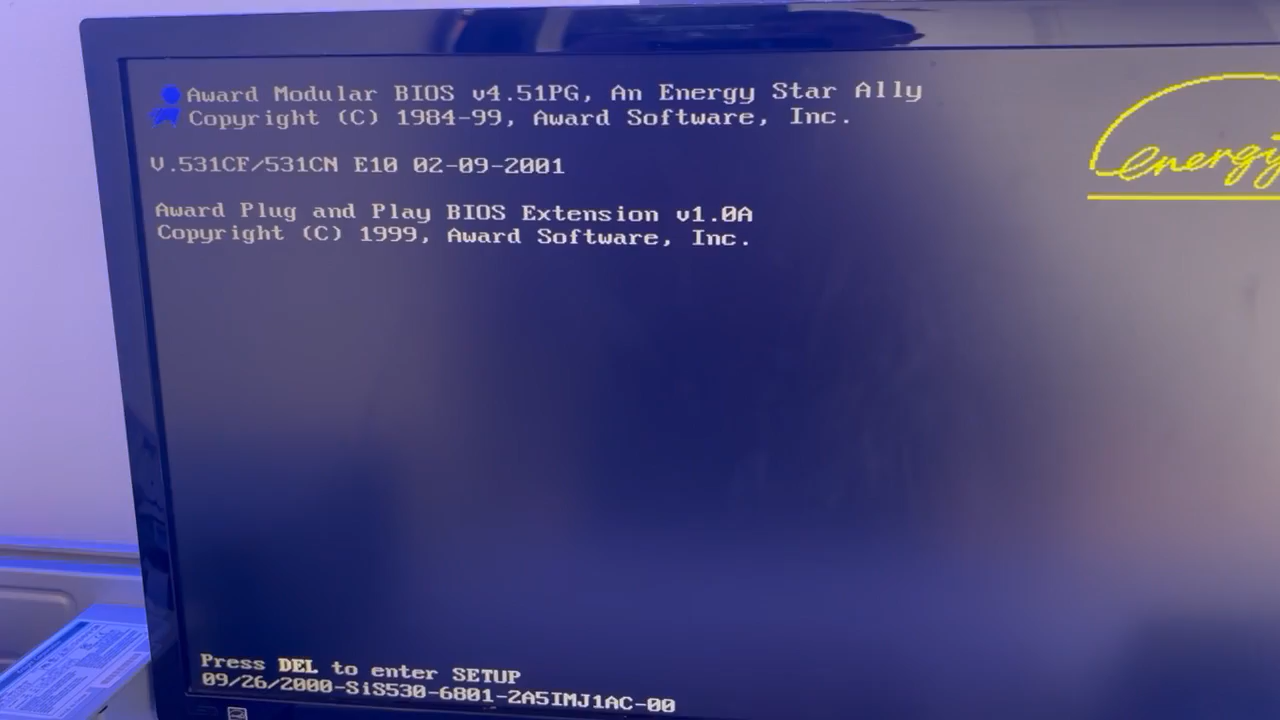 Award Modular BIOS v4.51PG, An Energy Star Ally
Copyright (C) 1984-99, Award Software, Inc.
energy
V.531CF/531CN E10 02-09-2001
Award Plug and Play BIOS Extension v1.0A
Copyright (C) 1999, Award Software, Inc.
Press DEL to enter SETUP
09/26/2000-SiS530-6801-2A5IMJ1AC-00